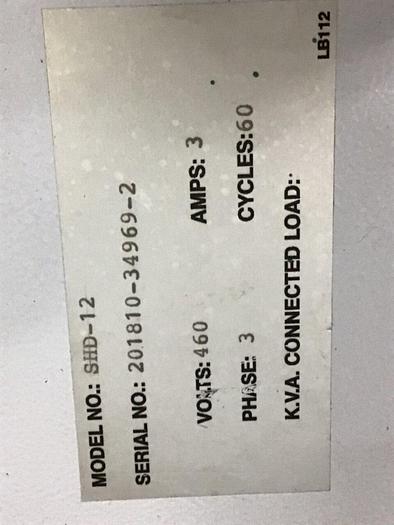 MODEL NO.: SHD-12
SERIAL NO.: 201810-34969-2
VOLTS: 460 AMPS: 3
PHASE: 3 CYCLES: 60
K.V.A. CONNECTED LOAD:
LB112